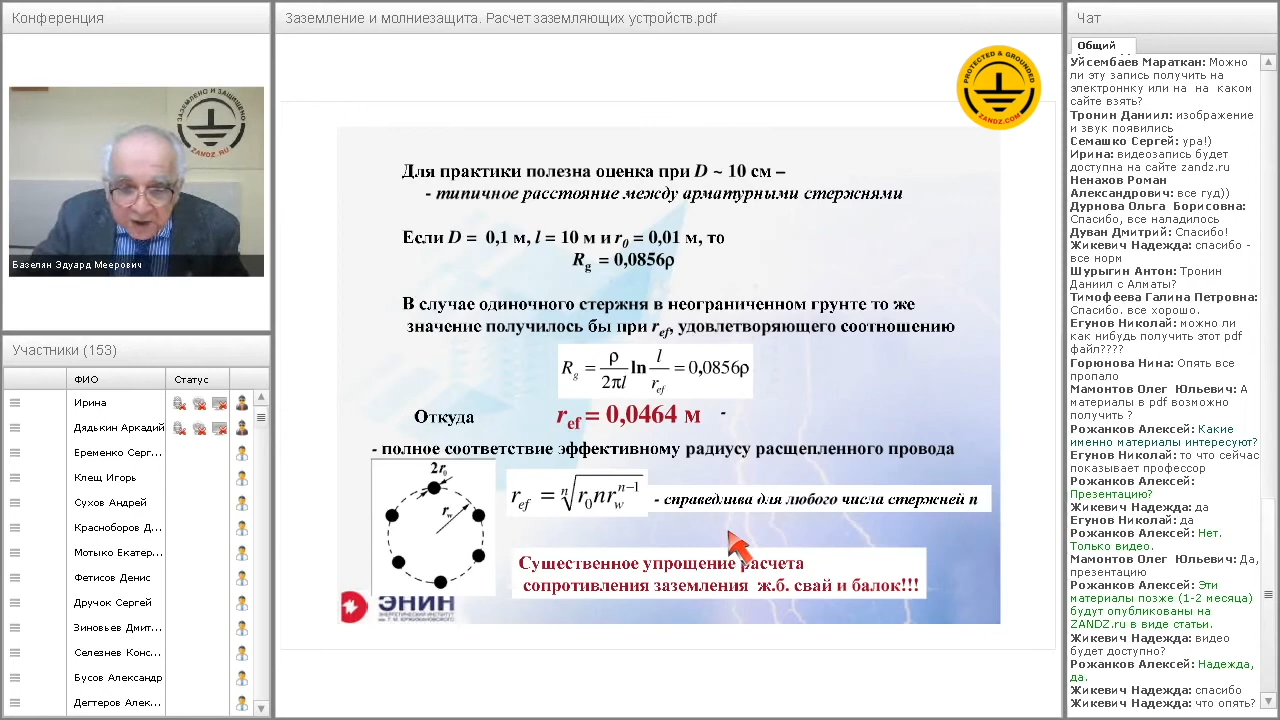 Конференция
ЗАЗЕМЛЕНО И ЗАЩИЩЕНО.
ZANDZ.RU
Базелян Эдуард Меерович
Участники (153)
ФИО
Статус
Ирина
Дядькин Аркадий
Ерленко Серг...
Клещ Игорь
Сухов Андрей
Красноборов Д...
Мотыко Екатер...
Фетисов Денис
Дручок Сергей
Зиновьев Дмит...
Селезнев Конс...
Бусов Александр
Дегтеров Алек...
Заземление и молниезащита. Расчет заземляющих устройств.pdf
PROTECTED & GROUNDED
ZANDZ.COM
Для практики полезна оценка при D ~ 10 см –
- типичное расстояние между арматурными стержнями
Если D = 0,1 м, l = 10 м и r0 = 0,01 м, то
Rg = 0,0856ρ
В случае одиночного стержня в неограниченном грунте то же
значение получилось бы при ref, удовлетворяющего соотношению
Rg = ρ/2πl ln l/ref = 0,0856ρ
Откуда ref = 0,0464 м -
- полное соответствие эффективному радиусу расщепленного провода
2r0
rw
ref = ⁿ√(r0nrw^(n−1)) - справедлива для любого числа стержней n
Существенное упрощение расчета
сопротивления заземления ж.б. свай и балок!!!
ЭНИН
ЭНЕРГЕТИЧЕСКИЙ ИНСТИТУТ
им. Г. М. КРЖИЖАНОВСКОГО
Чат
Общий
Уйсембаев Мараткан: Можно
ли эту запись получить на
электроннку или на на каком
сайте взять?
Тронин Даниил: изображение
и звук появились
Семашко Сергей: ура!)
Ирина: видеозапись будет
доступна на сайте zandz.ru
Ненахов Роман
Александрович: все гуд))
Дурнова Ольга Борисовна:
Спасибо, все наладилось
Дуван Дмитрий: Спасибо!
Жикевич Надежда: спасибо -
все норм
Шурыгин Антон: Тронин
Даниил с Алматы?
Тимофеева Галина Петровна:
Спасибо, все хорошо.
Егунов Николай: можно ли
как нибудь получить этот pdf
файл????
Горюнова Нина: Опять все
пропало
Мамонтов Олег Юльевич: А
материалы в pdf возможно
получить ?
Рожанков Алексей: Какие
именно материалы интересуют?
Егунов Николай: то что сейчас
показывает профессор
Рожанков Алексей:
Презентацию?
Жикевич Надежда: да
Егунов Николай: да
Рожанков Алексей: Нет.
Только видео.
Мамонтов Олег Юльевич: Да,
презентацию
Рожанков Алексей: Эти
материалы позже (1-2 месяца)
будут опубликованы на
ZANDZ.ru в виде статьи.
Жикевич Надежда: видео
будет доступно?
Рожанков Алексей: Надежда,
да.
Жикевич Надежда: спасибо
Жикевич Надежда: что опять?